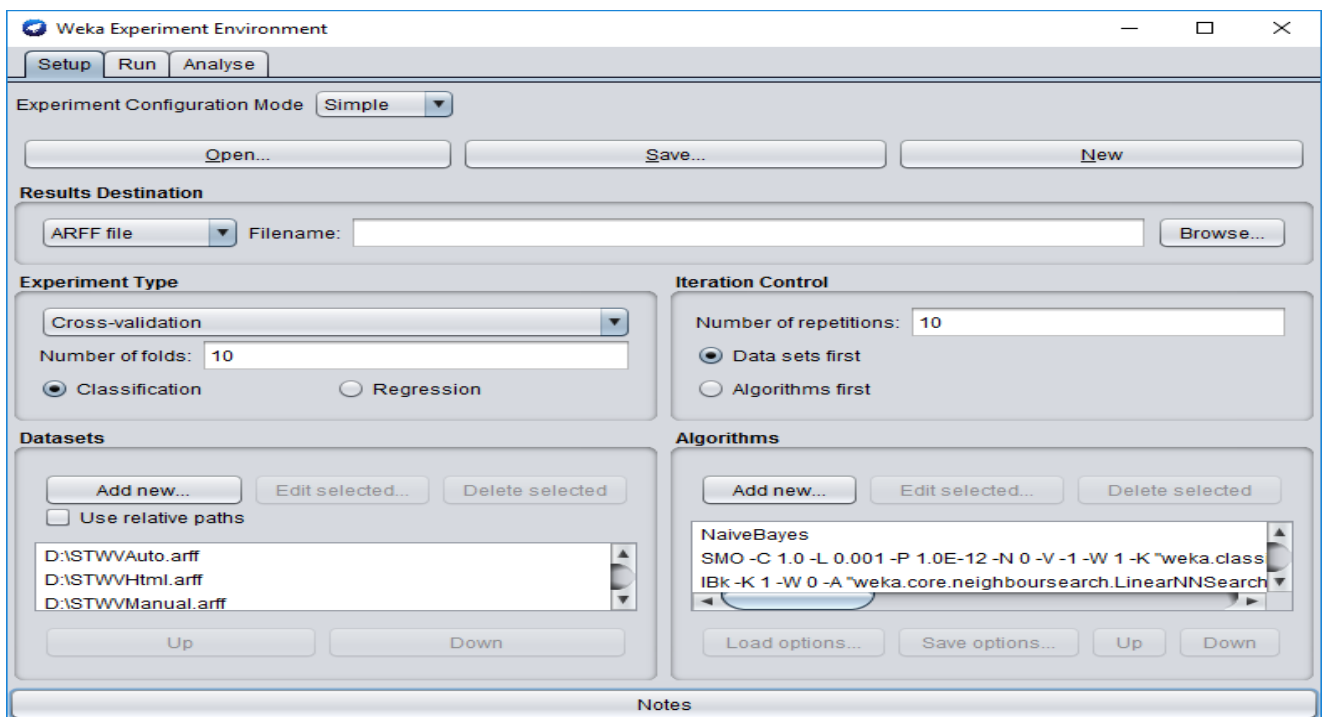 Weka Experiment Environment
Setup Run Analyse
Experiment Configuration Mode Simple
Open... Save... New
Results Destination
ARFF file Filename: Browse...
Experiment Type Iteration Control
Cross-validation Number of repetitions: 10
Number of folds: 10 Data sets first
Classification Regression Algorithms first
Datasets Algorithms
Add new... Edit selected... Delete selected Add new... Edit selected... Delete selected
Use relative paths
NaiveBayes
D:\STWVAuto.arff SMO -C 1.0 -L 0.001 -P 1.0E-12 -N 0 -V -1 -W 1 -K "weka.class
D:\STWVHtml.arff IBk -K 1 -W 0 -A "weka.core.neighboursearch.LinearNNSearch
D:\STWVManual.arff
Up Down Load options... Save options... Up Down
Notes